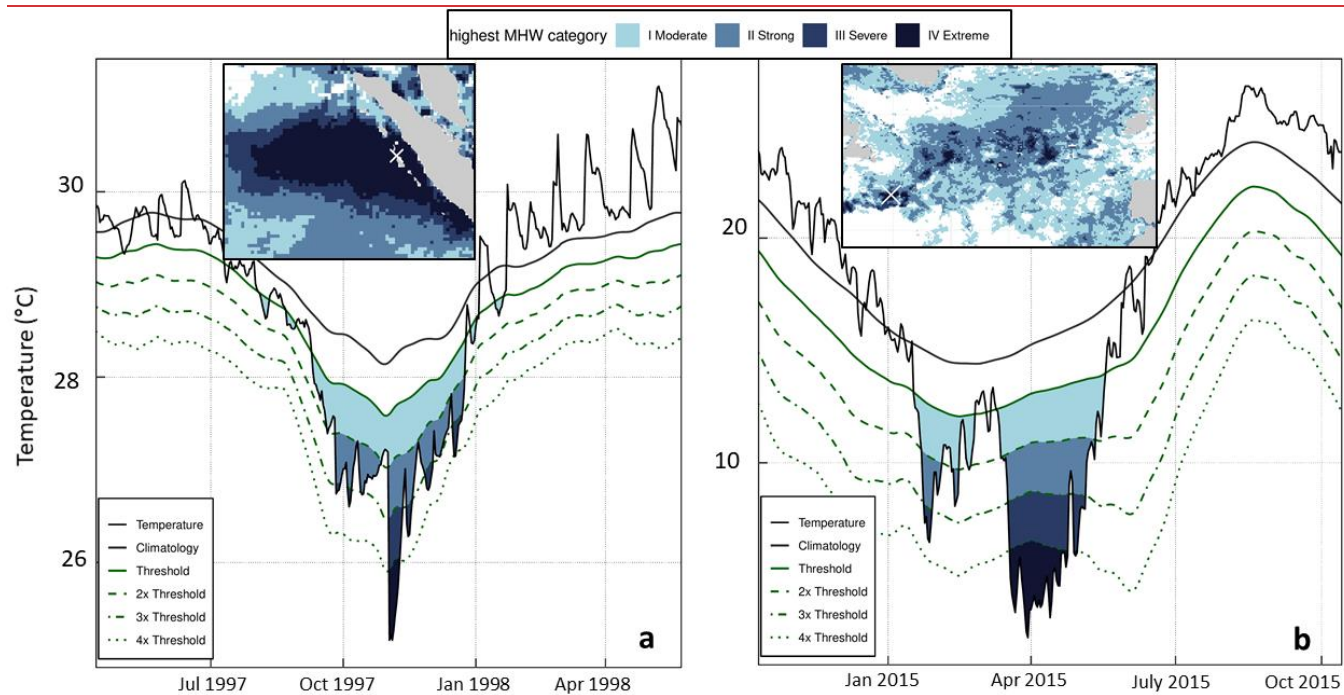 highest MHW category I Moderate II Strong III Severe IV Extreme
Temperature (°C)
30
28
26
Temperature
Climatology
Threshold
2x Threshold
3x Threshold
4x Threshold
a
Jul 1997 Oct 1997 Jan 1998 Apr 1998
20
10
Temperature
Climatology
Threshold
2x Threshold
3x Threshold
4x Threshold
b
Jan 2015 Apr 2015 July 2015 Oct 2015